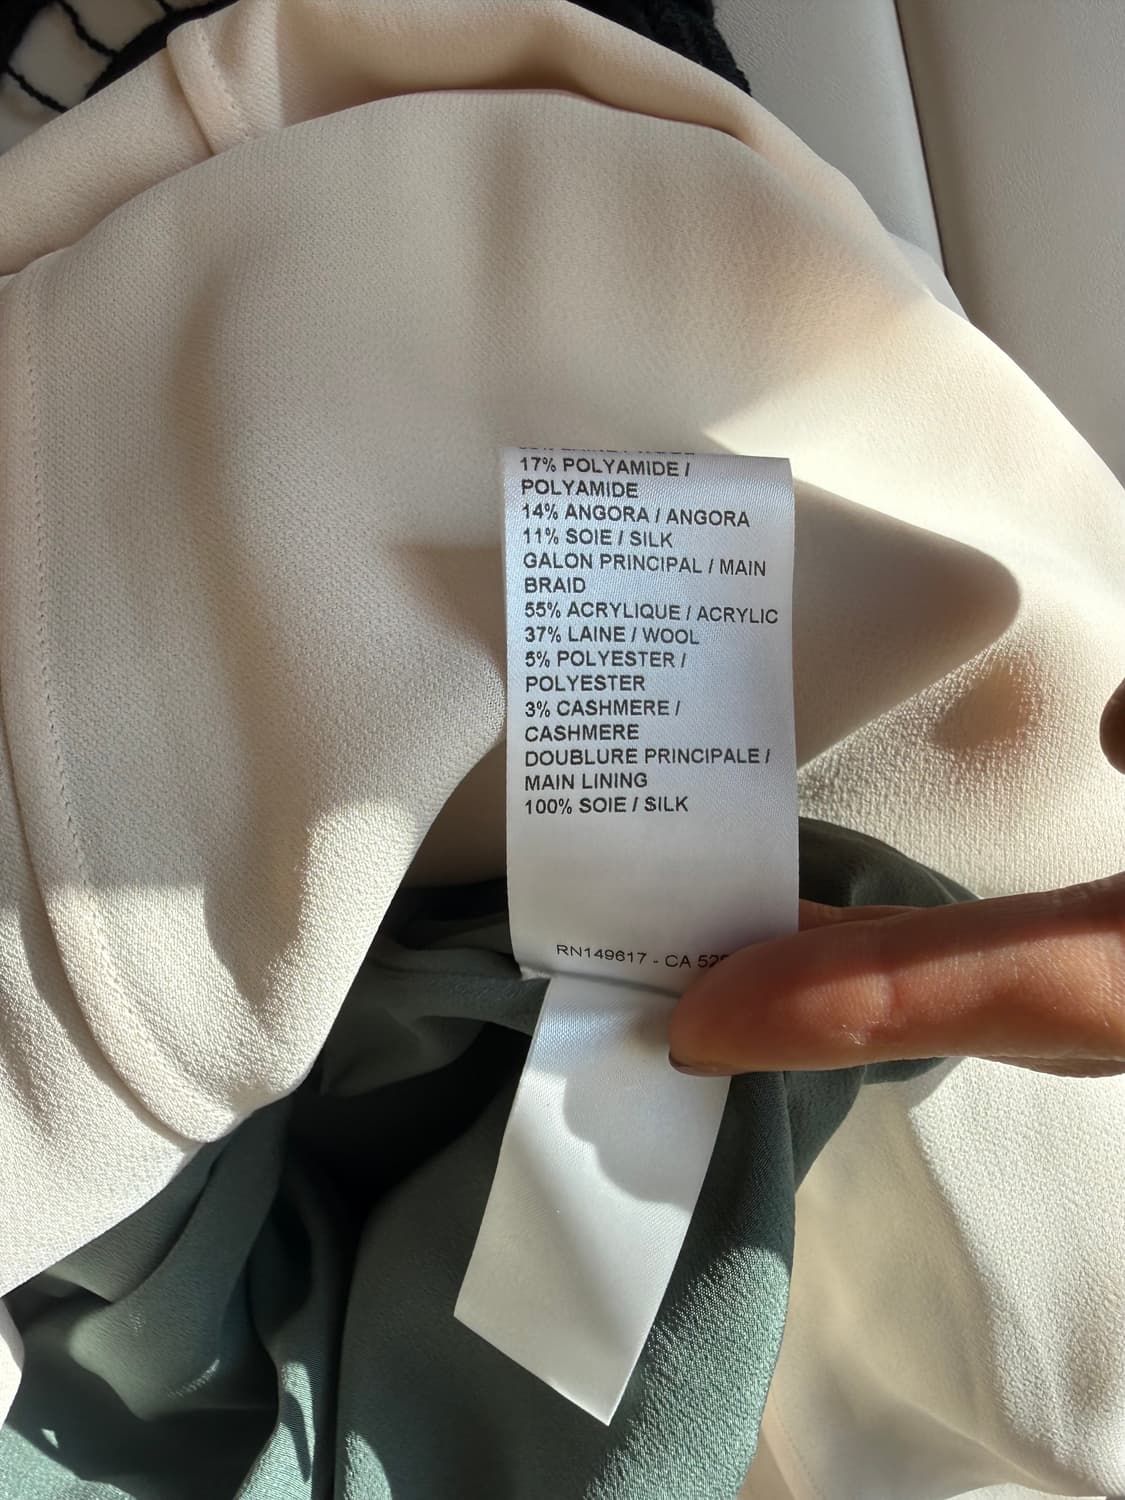 17% POLYAMIDE /
POLYAMIDE
14% ANGORA / ANGORA
11% SOIE / SILK
GALON PRINCIPAL / MAIN
BRAID
55% ACRYLIQUE / ACRYLIC
37% LAINE / WOOL
5% POLYESTER /
POLYESTER
3% CASHMERE /
CASHMERE
DOUBLURE PRINCIPALE /
MAIN LINING
100% SOIE / SILK
RN149617 - CA